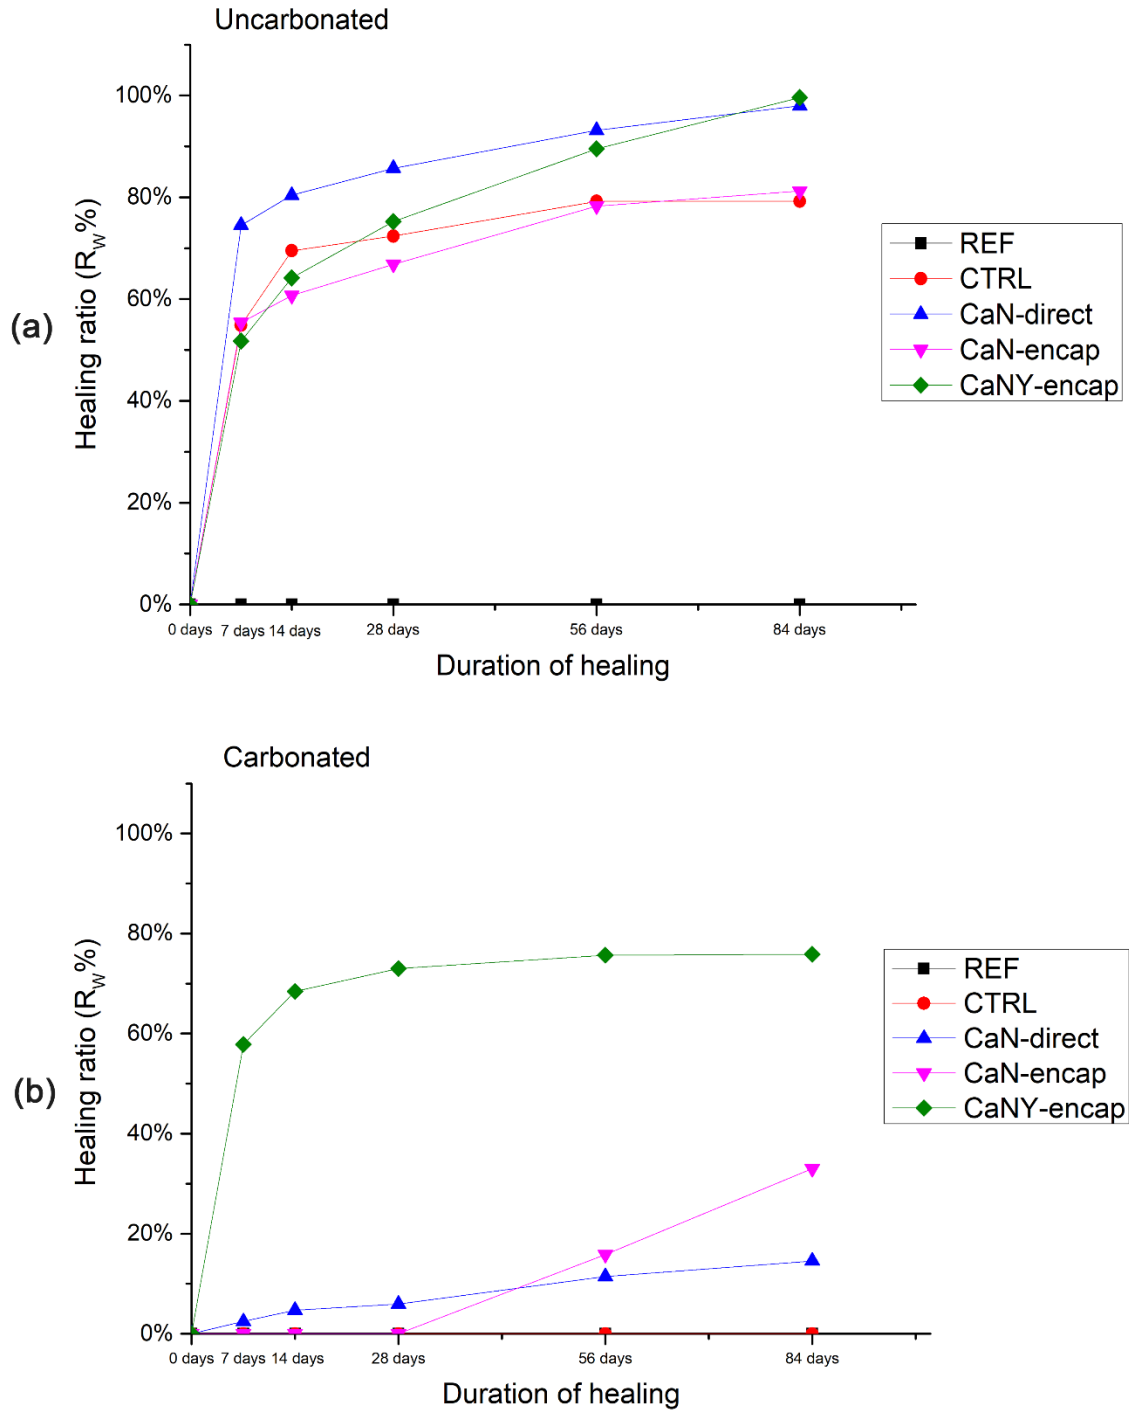 Uncarbonated
(a)
Healing ratio (RW%)
100%
80%
60%
40%
20%
0%
0 days 7 days 14 days 28 days 56 days 84 days
Duration of healing
REF
CTRL
CaN-direct
CaN-encap
CaNY-encap
Carbonated
(b)
Healing ratio (RW%)
100%
80%
60%
40%
20%
0%
0 days 7 days 14 days 28 days 56 days 84 days
Duration of healing
REF
CTRL
CaN-direct
CaN-encap
CaNY-encap